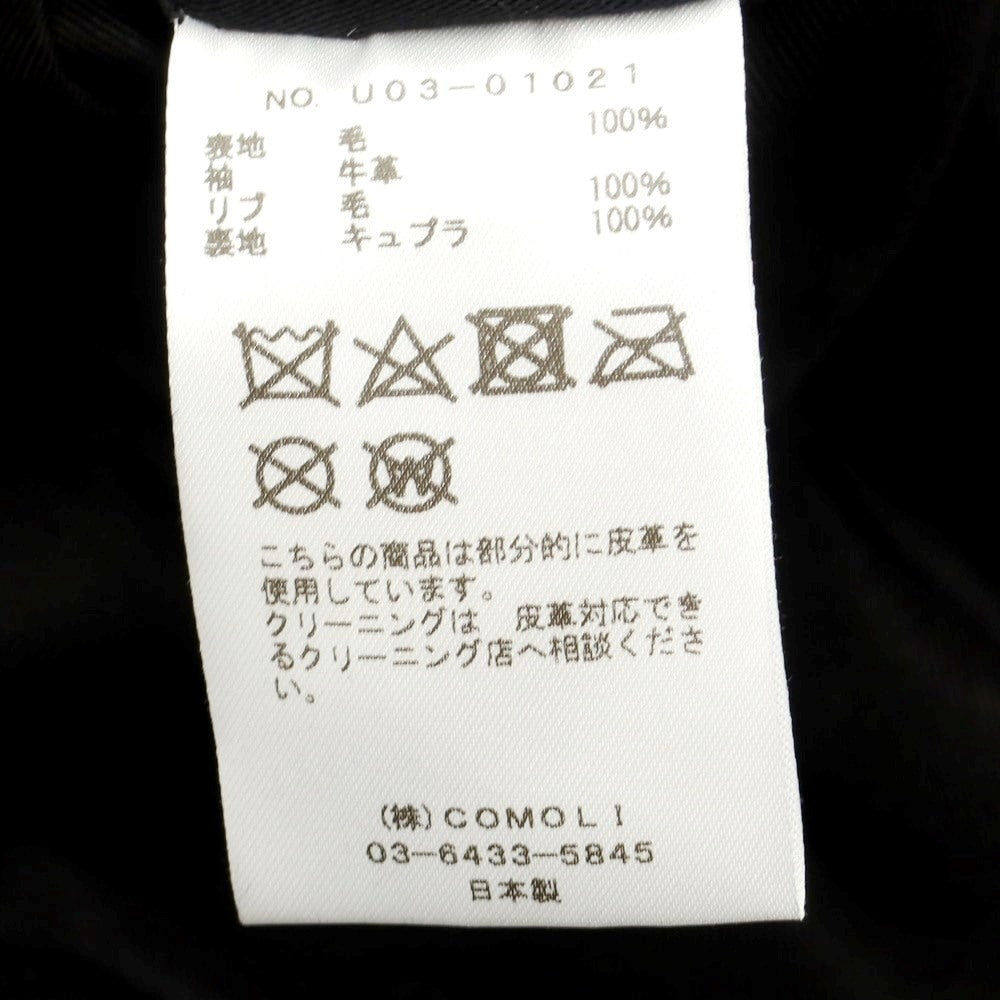 NO. U03-01021
表地 毛 100%
袖 牛革
リブ 毛 100%
裏地 キュプラ 100%
W
こちらの商品は部分的に皮革を
使用しています。
クリーニングは 皮革対応でき
るクリーニング店へ相談くださ
い。
(株)COMOLI
03-6433-5845
日本製